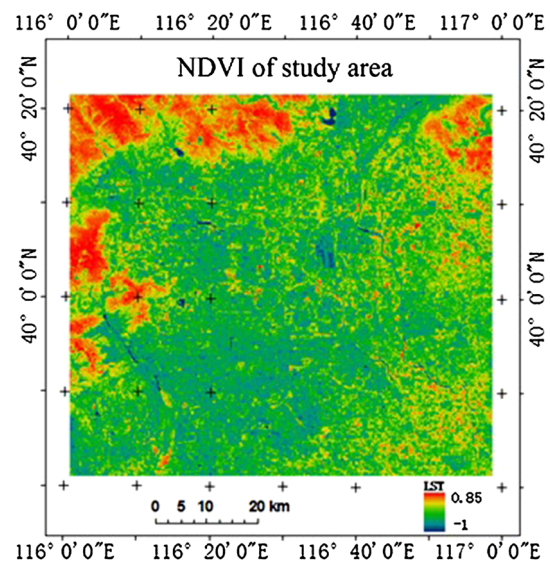 116° 0′ 0″E 116° 20′ 0″E 116° 40′ 0″E 117° 0′ 0″E
NDVI of study area
40° 20′ 0″N
40° 20′ 0″N
40° 0′ 0″N
40° 0′ 0″N
LST
0.85
-1
0 5 10 20 km
116° 0′ 0″E 116° 20′ 0″E 116° 40′ 0″E 117° 0′ 0″E